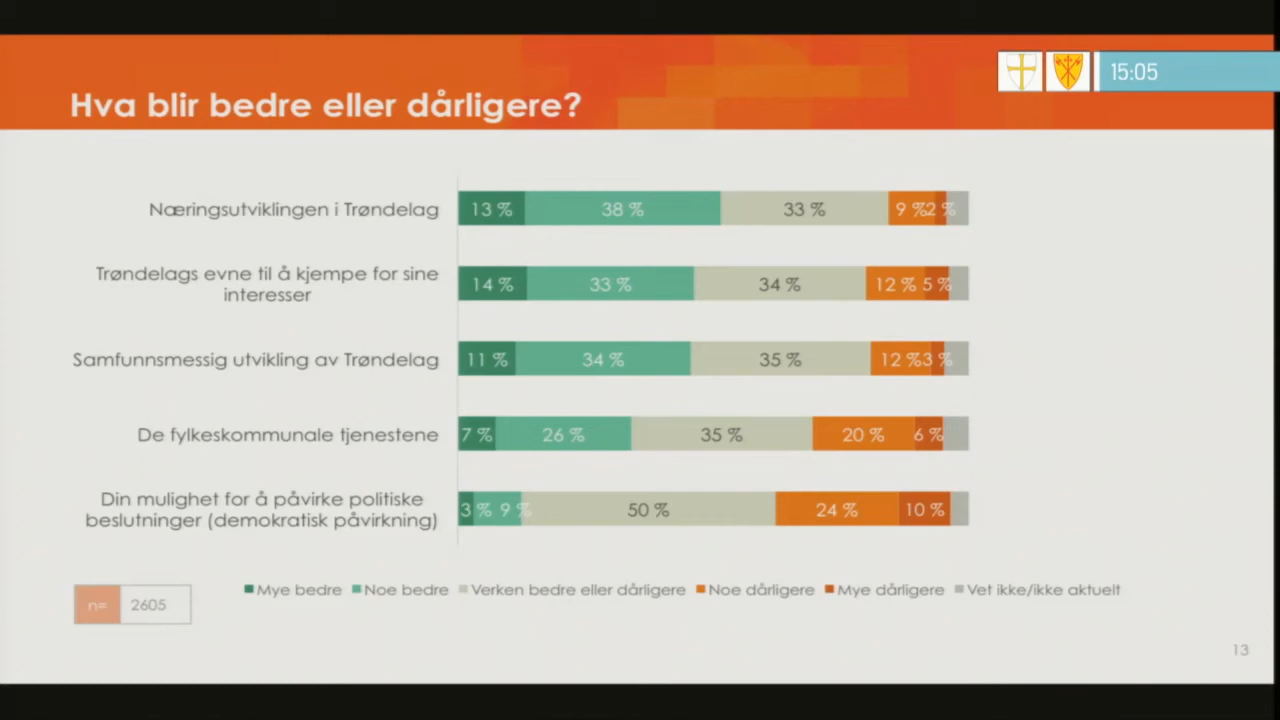 15:05
Hva blir bedre eller dårligere?
Næringsutviklingen i Trøndelag
13 % 38 % 33 % 9 % 2 %
Trøndelags evne til å kjempe for sine
interesser
14 % 33 % 34 % 12 % 5 %
Samfunnsmessig utvikling av Trøndelag
11 % 34 % 35 % 12 % 3 %
De fylkeskommunale tjenestene
7 % 26 % 35 % 20 % 6 %
Din mulighet for å påvirke politiske
beslutninger (demokratisk påvirkning)
3 % 9 % 50 % 24 % 10 %
Mye bedre Noe bedre Verken bedre eller dårligere Noe dårligere Mye dårligere Vet ikke/ikke aktuelt
n= 2605
13